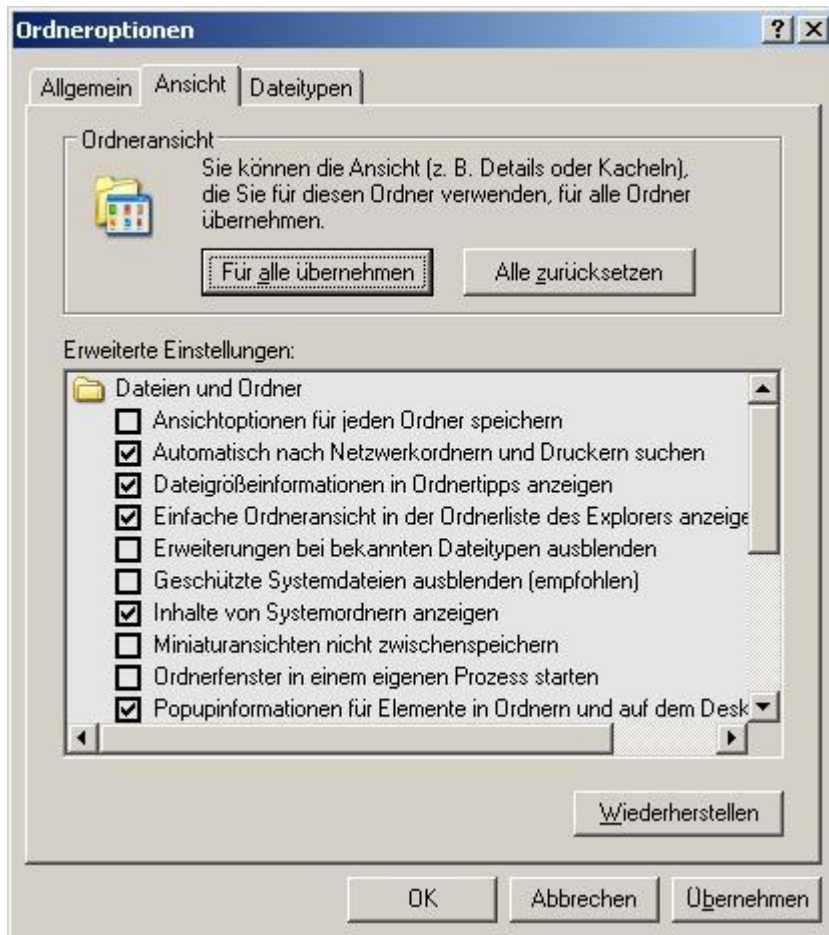 Ordneroptionen
Allgemein Ansicht Dateitypen
Ordneransicht
Sie können die Ansicht (z. B. Details oder Kacheln),
die Sie für diesen Ordner verwenden, für alle Ordner
übernehmen.
Für alle übernehmen Alle zurücksetzen
Erweiterte Einstellungen:
Dateien und Ordner
Ansichtoptionen für jeden Ordner speichern
Automatisch nach Netzwerkordnern und Druckern suchen
Dateigrößeinformationen in Ordnertipps anzeigen
Einfache Ordneransicht in der Ordnerliste des Explorers anzeige
Erweiterungen bei bekannten Dateitypen ausblenden
Geschützte Systemdateien ausblenden (empfohlen)
Inhalte von Systemordnern anzeigen
Miniaturansichten nicht zwischenspeichern
Ordnerfenster in einem eigenen Prozess starten
Popupinformationen für Elemente in Ordnern und auf dem Desk
Wiederherstellen
OK Abbrechen Übernehmen